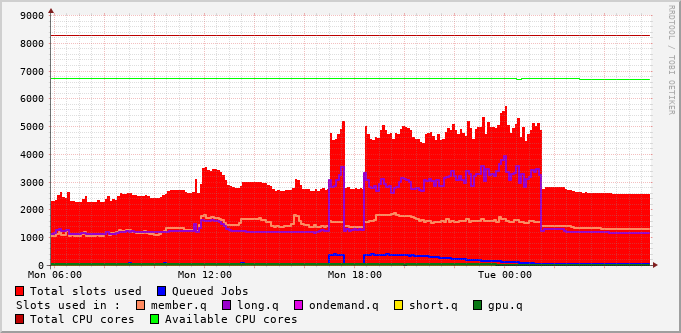 9000
8000
7000
6000
5000
4000
3000
2000
1000
0
Mon 06:00 Mon 12:00 Mon 18:00 Tue 00:00
RRDTOOL / TOBI OETIKER
Total slots used Queued Jobs
Slots used in : member.q long.q ondemand.q short.q gpu.q
Total CPU cores Available CPU cores